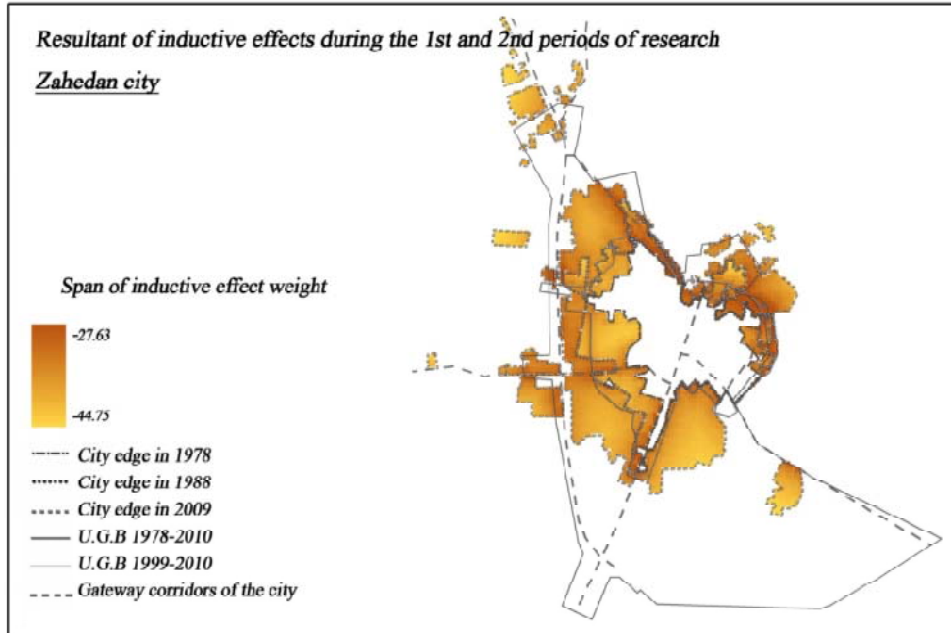 Resultant of inductive effects during the 1st and 2nd periods of research
Zahedan city
Span of inductive effect weight
-27.63
-44.75
City edge in 1978
City edge in 1988
City edge in 2009
U.G.B 1978-2010
U.G.B 1999-2010
Gateway corridors of the city